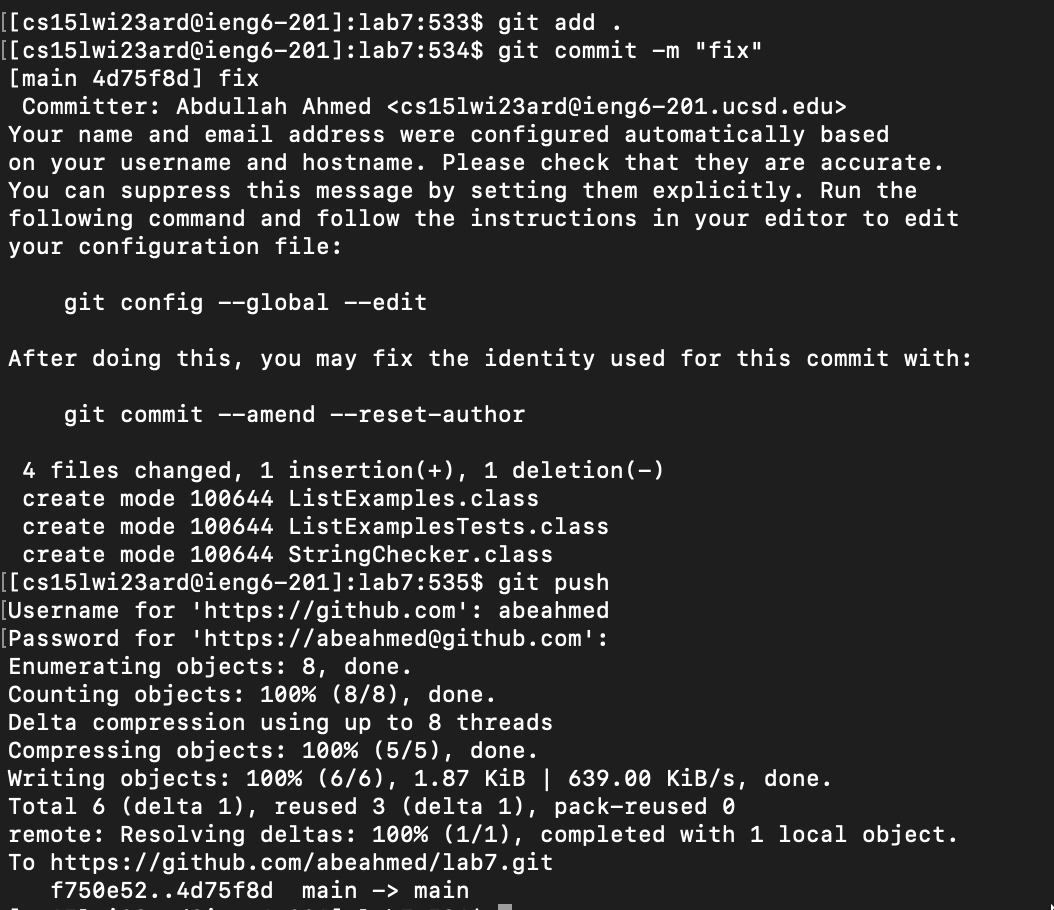 [[cs15lwi23ard@ieng6-201]:lab7:533$ git add .
[[cs15lwi23ard@ieng6-201]:lab7:534$ git commit -m "fix"
[main 4d75f8d] fix
 Committer: Abdullah Ahmed <cs15lwi23ard@ieng6-201.ucsd.edu>
Your name and email address were configured automatically based
on your username and hostname. Please check that they are accurate.
You can suppress this message by setting them explicitly. Run the
following command and follow the instructions in your editor to edit
your configuration file:

    git config --global --edit

After doing this, you may fix the identity used for this commit with:

    git commit --amend --reset-author

 4 files changed, 1 insertion(+), 1 deletion(-)
 create mode 100644 ListExamples.class
 create mode 100644 ListExamplesTests.class
 create mode 100644 StringChecker.class
[[cs15lwi23ard@ieng6-201]:lab7:535$ git push
[Username for 'https://github.com': abeahmed
[Password for 'https://abeahmed@github.com':
Enumerating objects: 8, done.
Counting objects: 100% (8/8), done.
Delta compression using up to 8 threads
Compressing objects: 100% (5/5), done.
Writing objects: 100% (6/6), 1.87 KiB | 639.00 KiB/s, done.
Total 6 (delta 1), reused 3 (delta 1), pack-reused 0
remote: Resolving deltas: 100% (1/1), completed with 1 local object.
To https://github.com/abeahmed/lab7.git
   f750e52..4d75f8d  main -> main